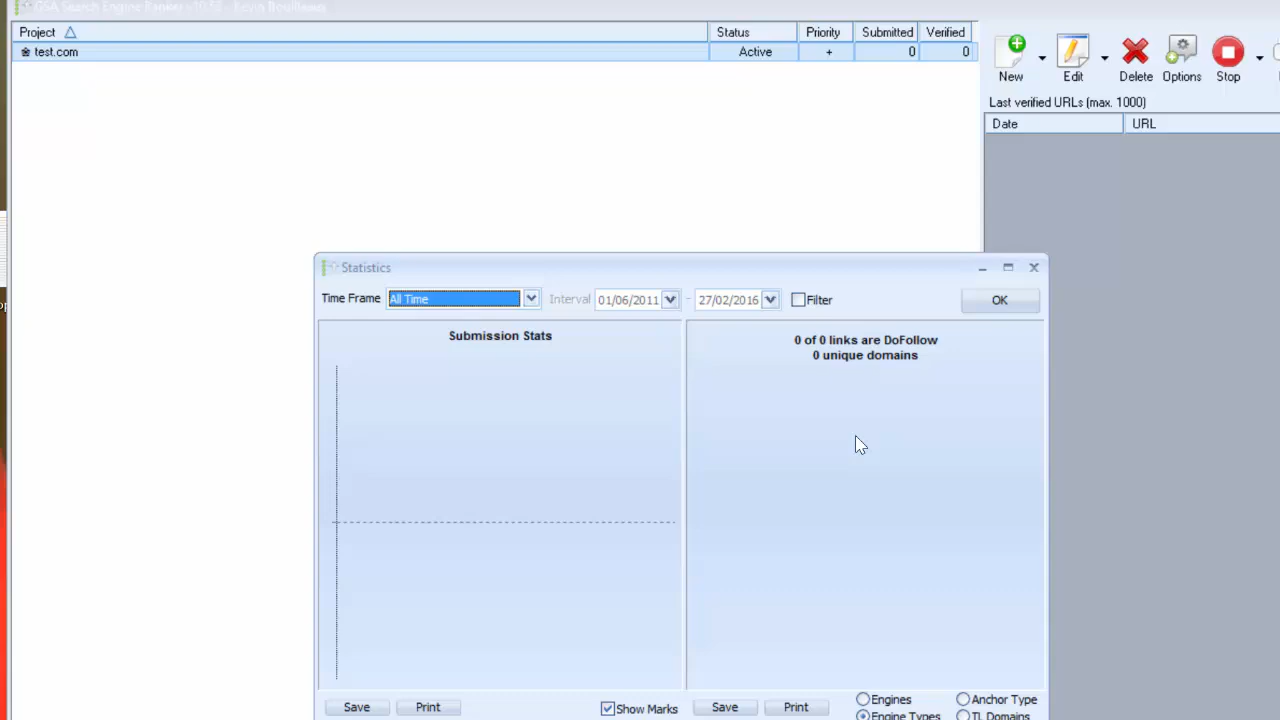 GSA Search Engine Ranker v10.53 -
Project Status Priority Submitted Verified
test.com Active + 0 0
New Edit Delete Options Stop
Last verified URLs (max. 1000)
Date URL
Statistics
Time Frame All Time Interval 01/06/2011 - 27/02/2016 Filter OK
Submission Stats
0 of 0 links are DoFollow
0 unique domains
Save Print Show Marks Save Print
Engines Anchor Type
Engine Types TL Domains